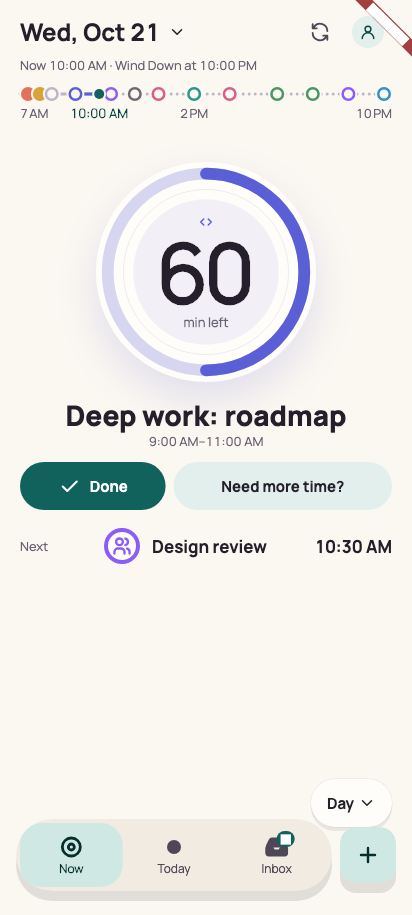 Wed, Oct 21
Now 10:00 AM · Wind Down at 10:00 PM
7 AM 10:00 AM 2 PM 10 PM
60
min left
Deep work: roadmap
9:00 AM–11:00 AM
Done Need more time?
Next Design review 10:30 AM
Day
Now Today Inbox